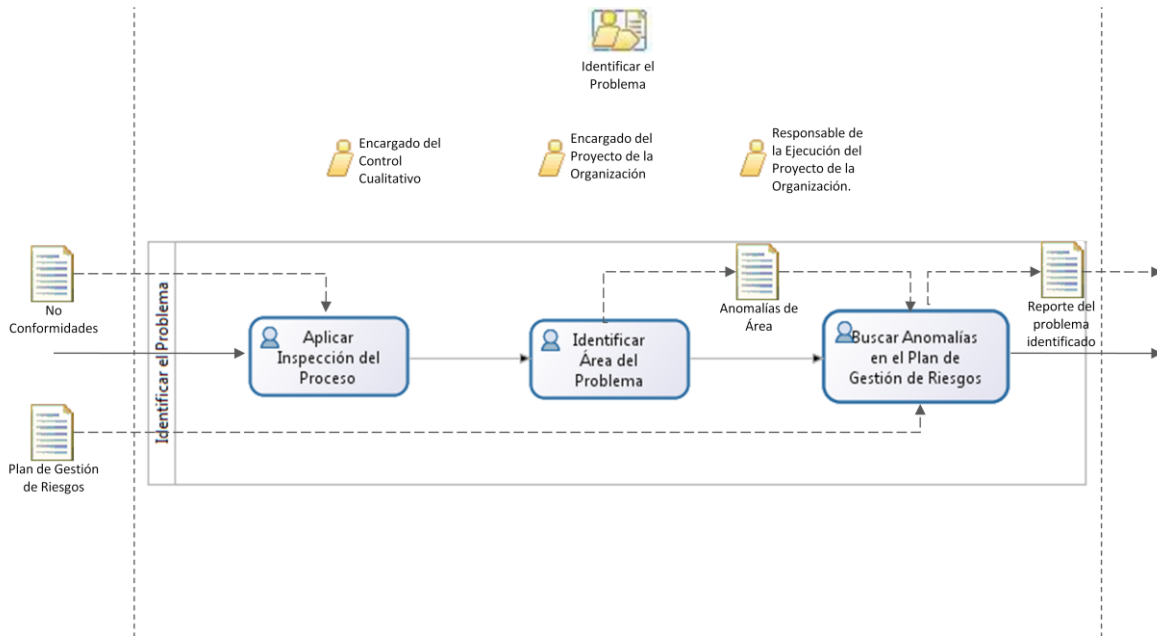 Identificar el
Problema
Encargado del
Control
Cualitativo
Encargado del
Proyecto de la
Organización
Responsable de
la Ejecución del
Proyecto de la
Organización.
No
Conformidades
Plan de Gestión
de Riesgos
Identificar el Problema
Aplicar
Inspección del
Proceso
Identificar
Área del
Problema
Anomalías de
Área
Buscar Anomalías
en el Plan de
Gestión de Riesgos
Reporte del
problema
identificado